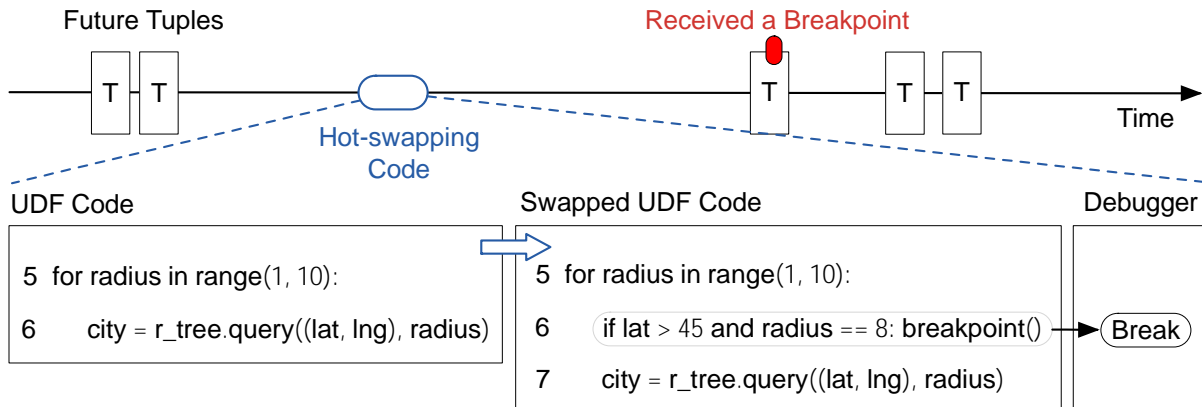 Future Tuples
Received a Breakpoint
T T T T T
Time
Hot-swapping
Code
UDF Code
Swapped UDF Code
Debugger
5 for radius in range(1, 10):
6 city = r_tree.query((lat, lng), radius)
5 for radius in range(1, 10):
6 if lat > 45 and radius == 8: breakpoint()
Break
7 city = r_tree.query((lat, lng), radius)